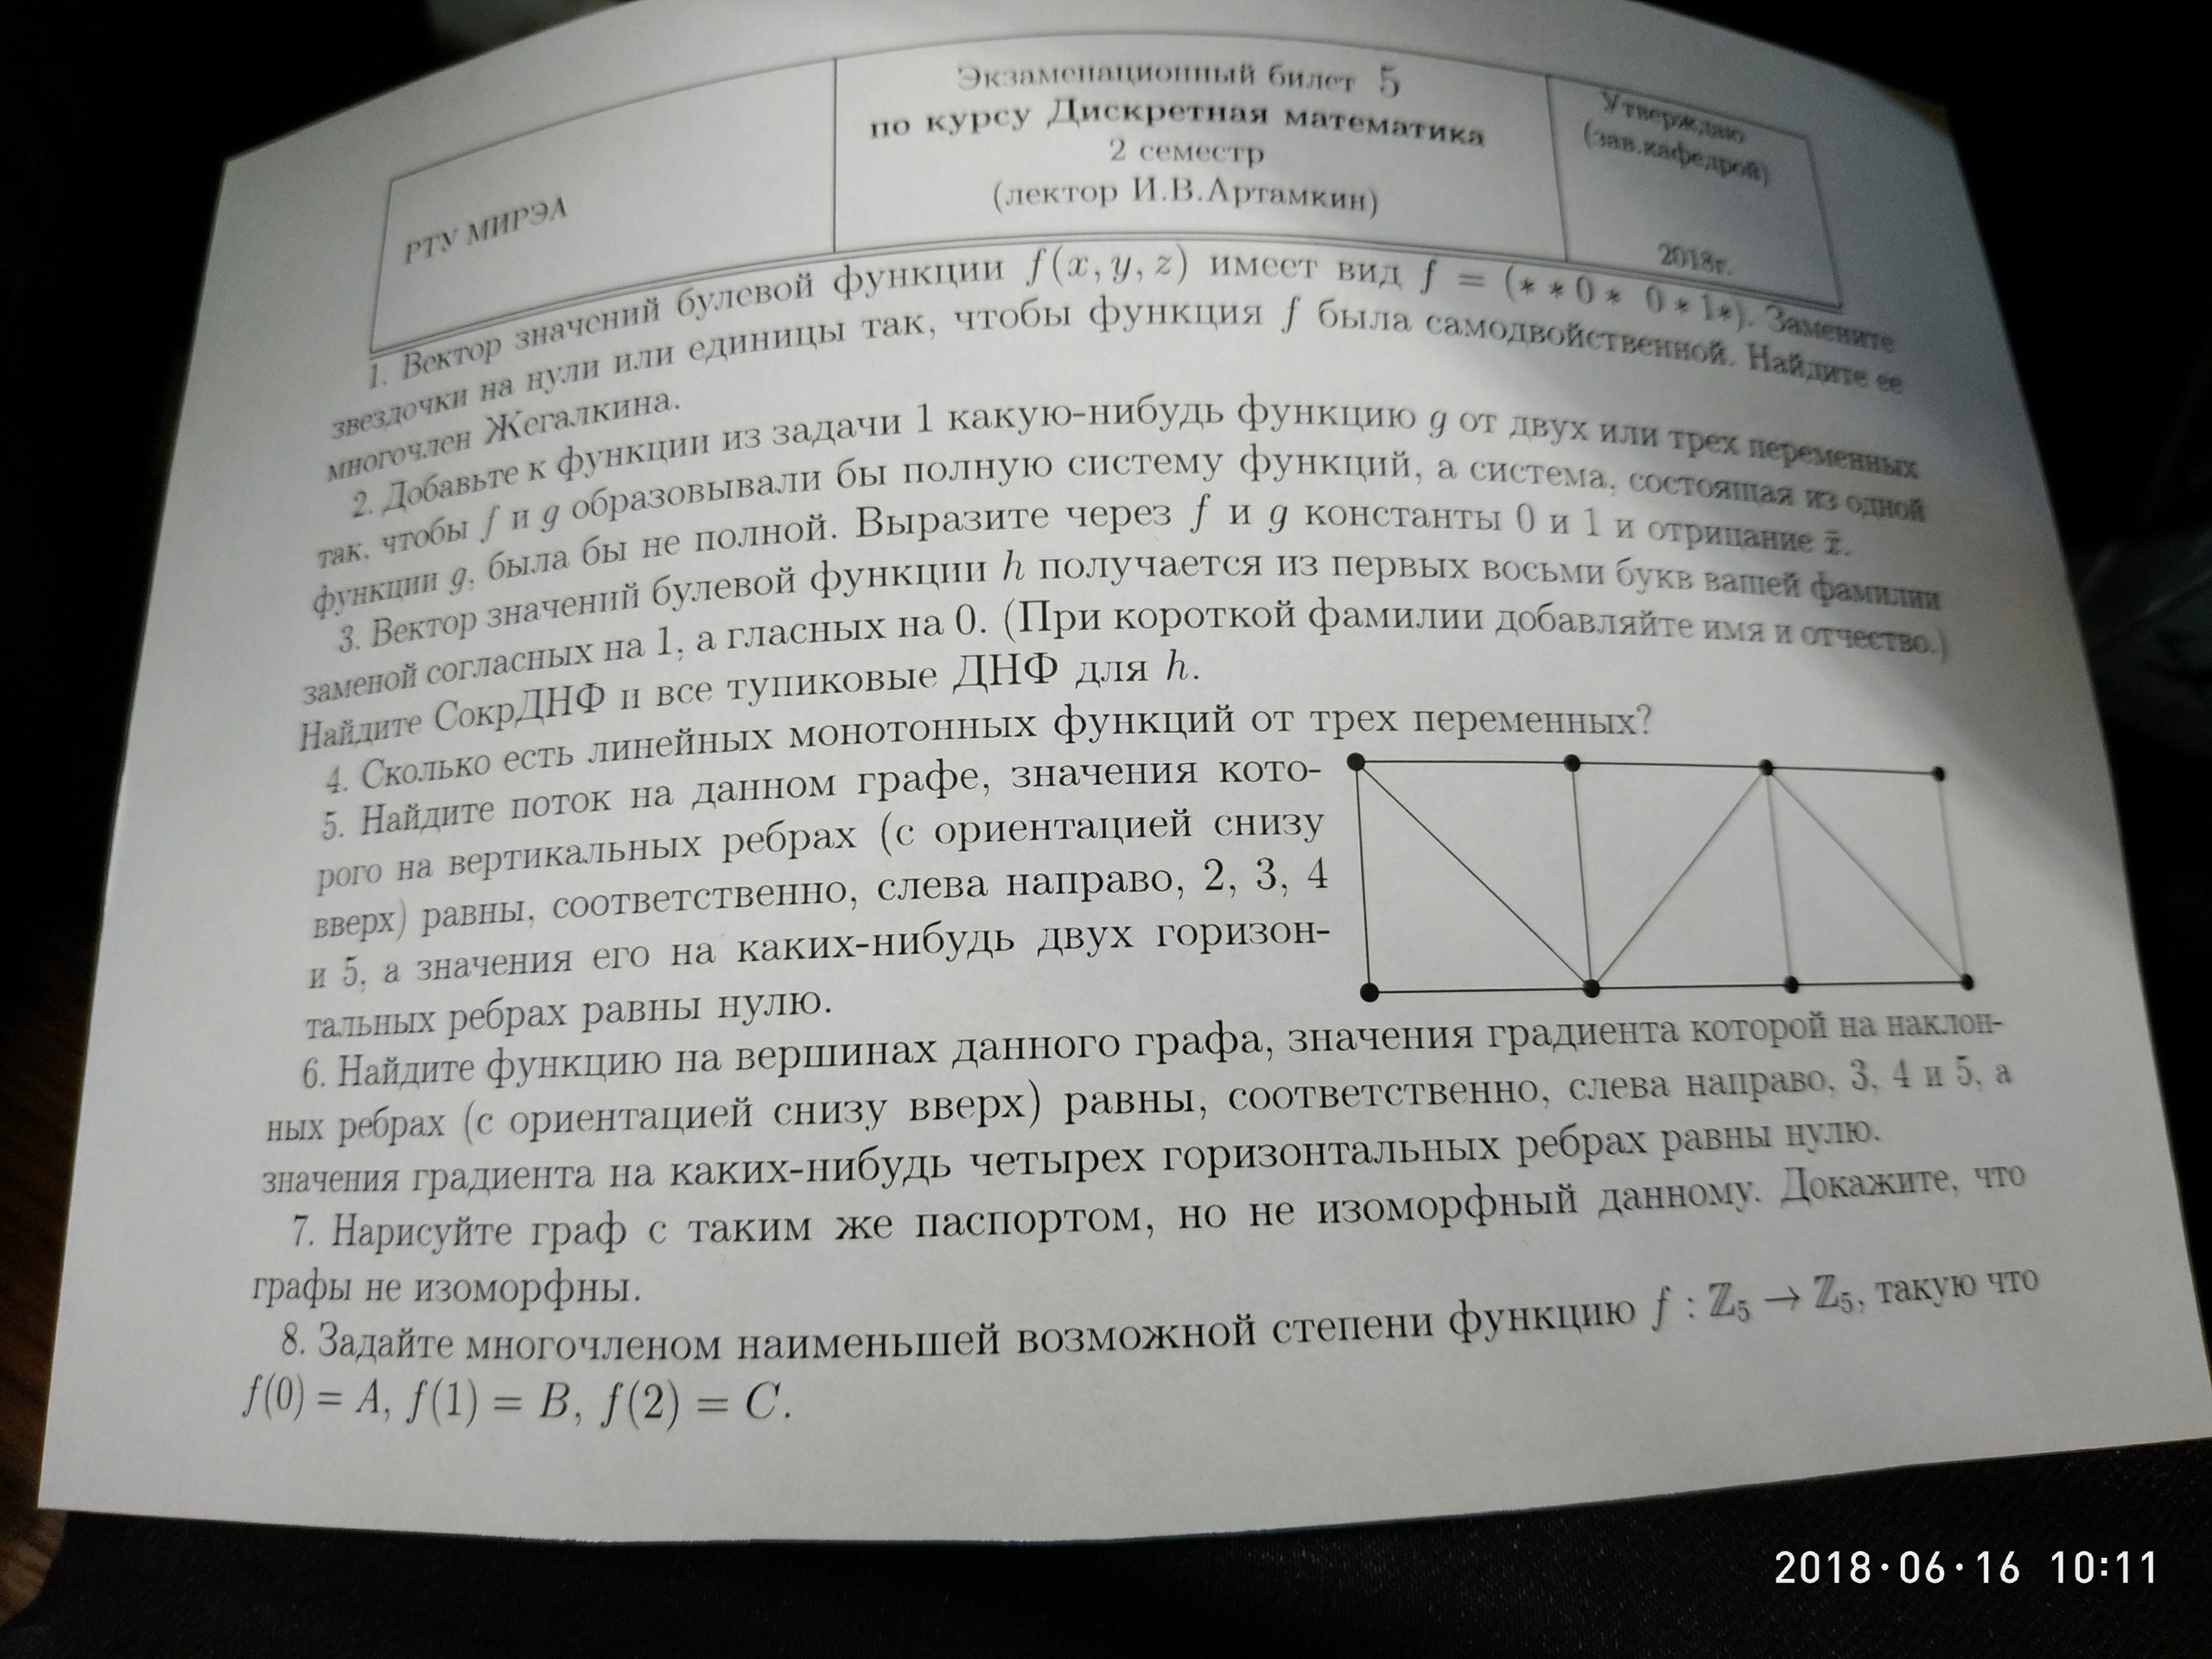 РТУ МИРЭА
Экзаменационный билет 5
по курсу Дискретная математика
2 семестр
(лектор И.В.Артамкин)
Утверждаю
(зав.кафедрой)
2018г.
1. Вектор значений булевой функции f(x, y, z) имеет вид f = (∗ ∗ 0 ∗ 0 ∗ 1∗). Замените
звездочки на нули или единицы так, чтобы функция f была самодвойственной. Найдите ее
многочлен Жегалкина.
2. Добавьте к функции из задачи 1 какую-нибудь функцию g от двух или трех переменных
так, чтобы f и g образовывали бы полную систему функций, а система, состоящая из одной
функции g, была бы не полной. Выразите через f и g константы 0 и 1 и отрицание x̄.
3. Вектор значений булевой функции h получается из первых восьми букв вашей фамилии
заменой согласных на 1, а гласных на 0. (При короткой фамилии добавляйте имя и отчество.)
Найдите СокрДНФ и все тупиковые ДНФ для h.
4. Сколько есть линейных монотонных функций от трех переменных?
5. Найдите поток на данном графе, значения кото-
рого на вертикальных ребрах (с ориентацией снизу
вверх) равны, соответственно, слева направо, 2, 3, 4
и 5, а значения его на каких-нибудь двух горизон-
тальных ребрах равны нулю.
6. Найдите функцию на вершинах данного графа, значения градиента которой на наклон-
ных ребрах (с ориентацией снизу вверх) равны, соответственно, слева направо, 3, 4 и 5, а
значения градиента на каких-нибудь четырех горизонтальных ребрах равны нулю.
7. Нарисуйте граф с таким же паспортом, но не изоморфный данному. Докажите, что
графы не изоморфны.
8. Задайте многочленом наименьшей возможной степени функцию f : ℤ₅ → ℤ₅, такую что
f(0) = A, f(1) = B, f(2) = C.
2018·06·16 10:11